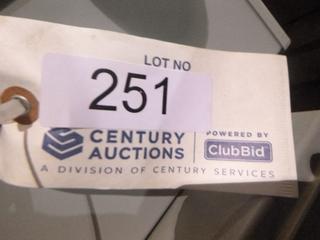 LOT NO
251
CENTURY AUCTIONS
POWERED BY
ClubBid
A DIVISION OF CENTURY SERVICES